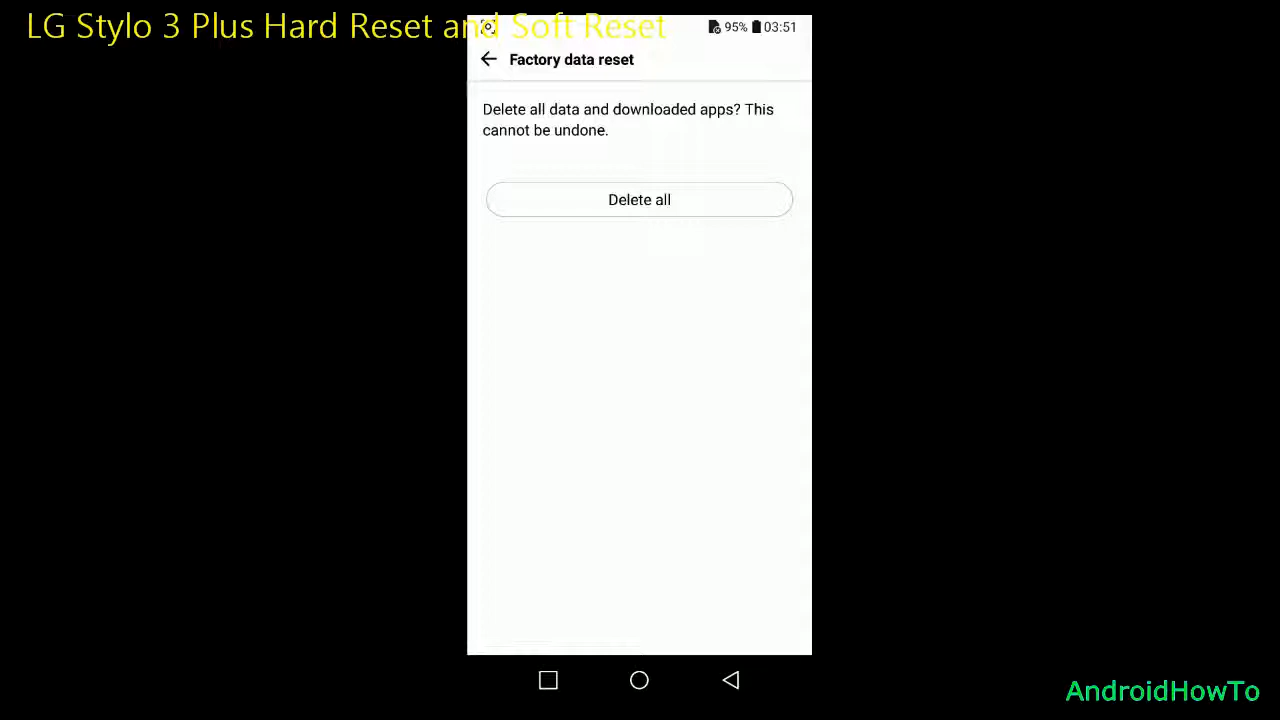 LG Stylo 3 Plus Hard Reset and Soft Reset
95% 03:51
Factory data reset
Delete all data and downloaded apps? This
cannot be undone.
Delete all
AndroidHowTo